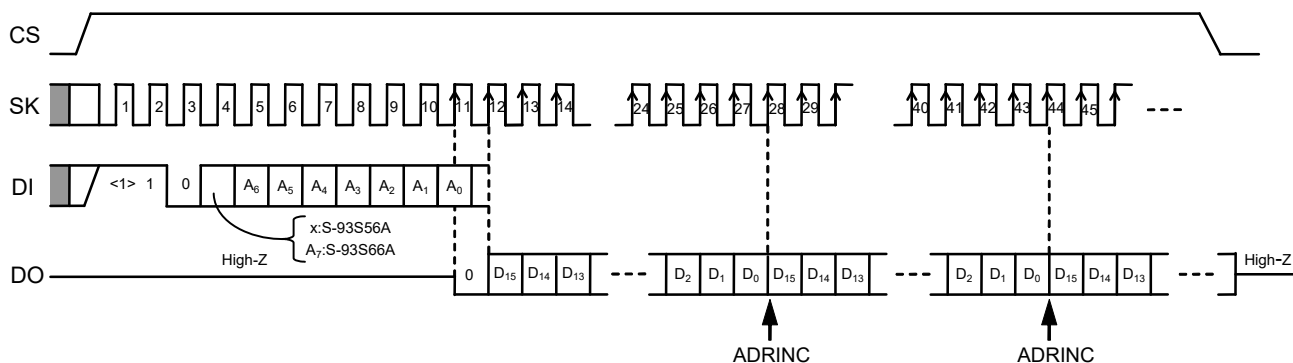 CS
SK
1 2 3 4 5 6 7 8 9 10 11 12 13 14 24 25 26 27 28 29 40 41 42 43 44 45
DI
<1> 1 0 A6 A5 A4 A3 A2 A1 A0
x:S-93S56A
A7:S-93S66A
High-Z
DO
0 D15 D14 D13 D2 D1 D0 D15 D14 D13 D2 D1 D0 D15 D14 D13 High-Z
ADRINC ADRINC